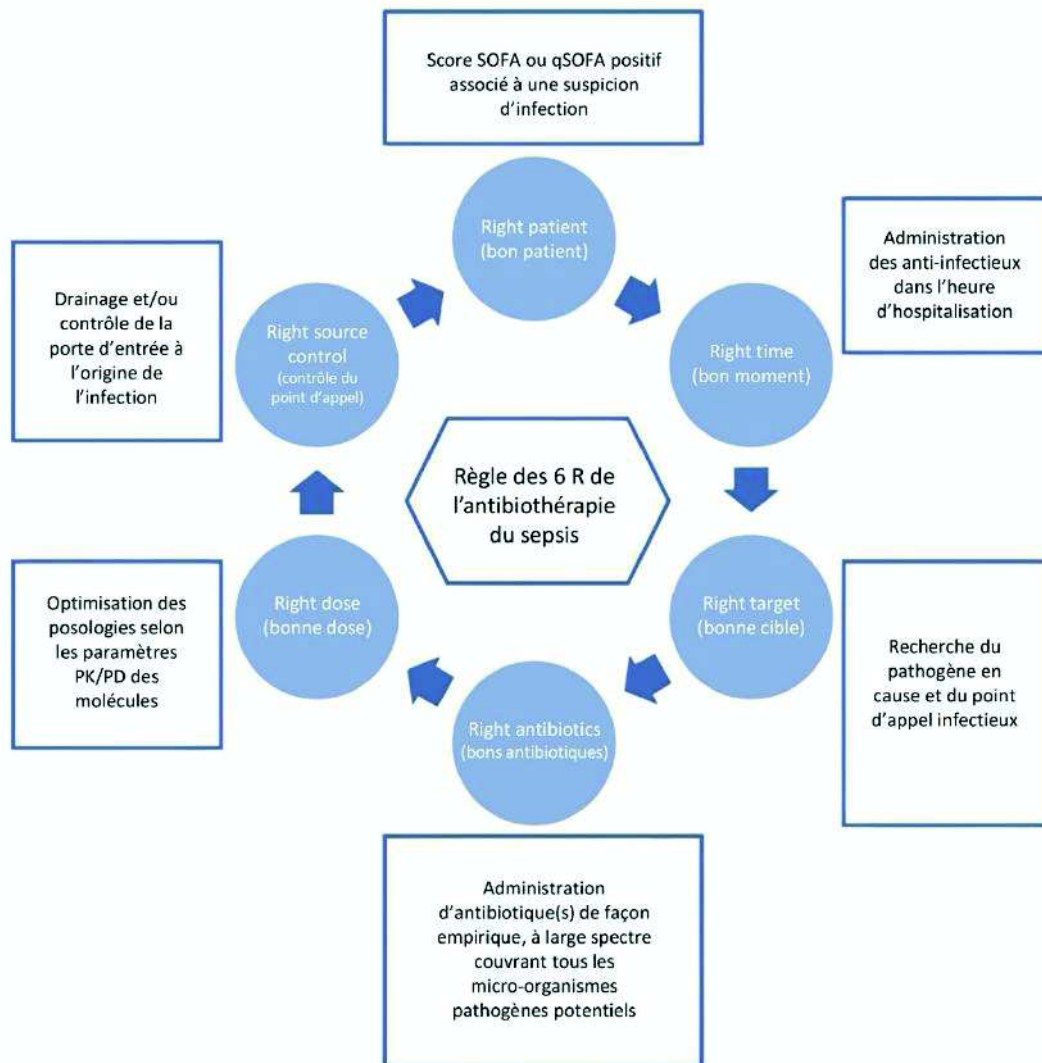 Score SOFA ou qSOFA positif
associé à une suspicion
d'infection
Right patient
(bon patient)
Administration
des anti-infectieux
dans l'heure
d'hospitalisation
Right time
(bon moment)
Recherche du
pathogène en
cause et du point
d'appel infectieux
Right target
(bonne cible)
Right antibiotics
(bons antibiotiques)
Administration
d'antibiotique(s) de façon
empirique, à large spectre
couvrant tous les
micro-organismes
pathogènes potentiels
Right dose
(bonne dose)
Optimisation des
posologies selon
les paramètres
PK/PD des
molécules
Right source
control
(contrôle du
point d'appel)
Drainage et/ou
contrôle de la
porte d'entrée à
l'origine de
l'infection
Règle des 6 R de
l'antibiothérapie
du sepsis